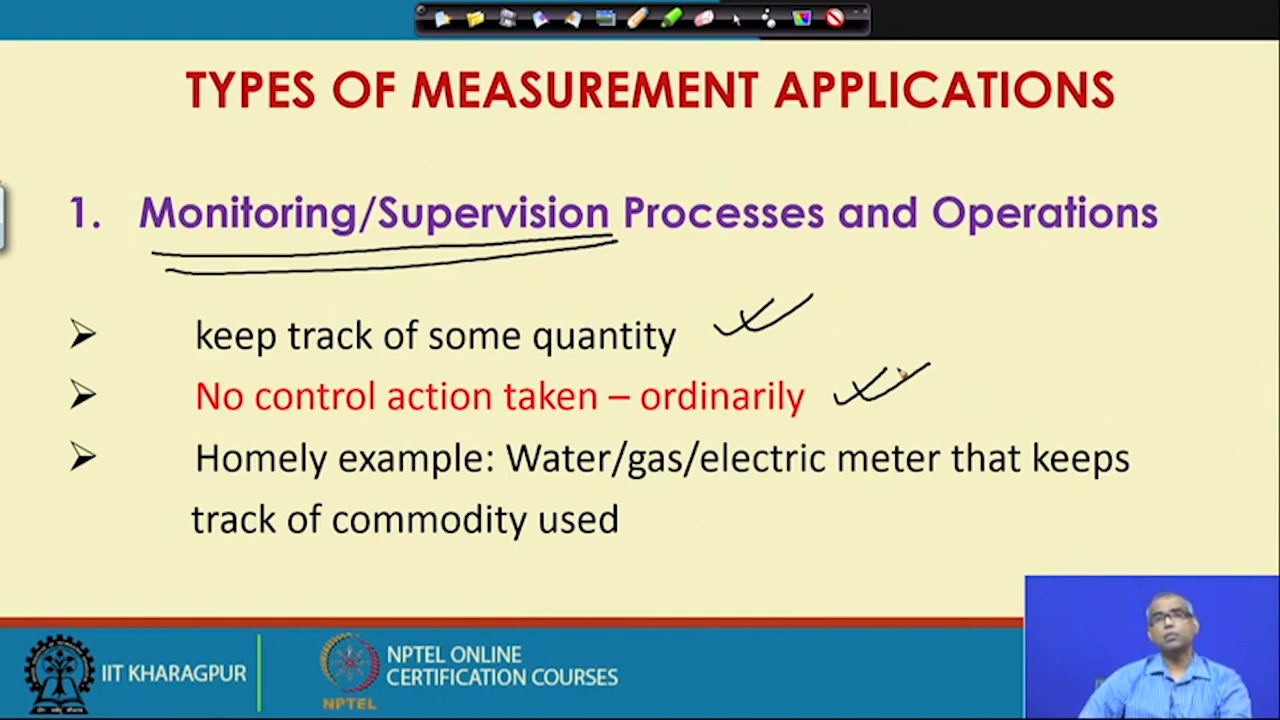 TYPES OF MEASUREMENT APPLICATIONS
1. Monitoring/Supervision Processes and Operations
➢ keep track of some quantity
➢ No control action taken – ordinarily
➢ Homely example: Water/gas/electric meter that keeps
track of commodity used
IIT KHARAGPUR
NPTEL
NPTEL ONLINE
CERTIFICATION COURSES